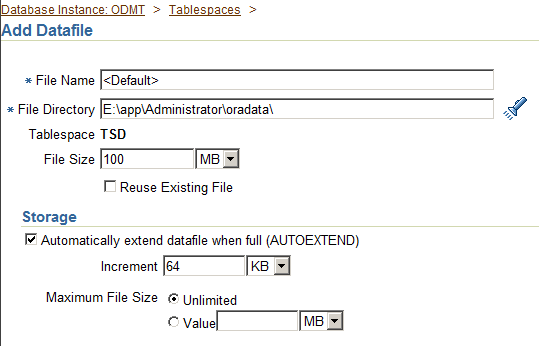 Database Instance: ODMT > Tablespaces >
Add Datafile
* File Name <Default>
* File Directory E:\app\Administrator\oradata\
Tablespace TSD
File Size 100 MB
Reuse Existing File
Storage
Automatically extend datafile when full (AUTOEXTEND)
Increment 64 KB
Maximum File Size Unlimited
Value MB